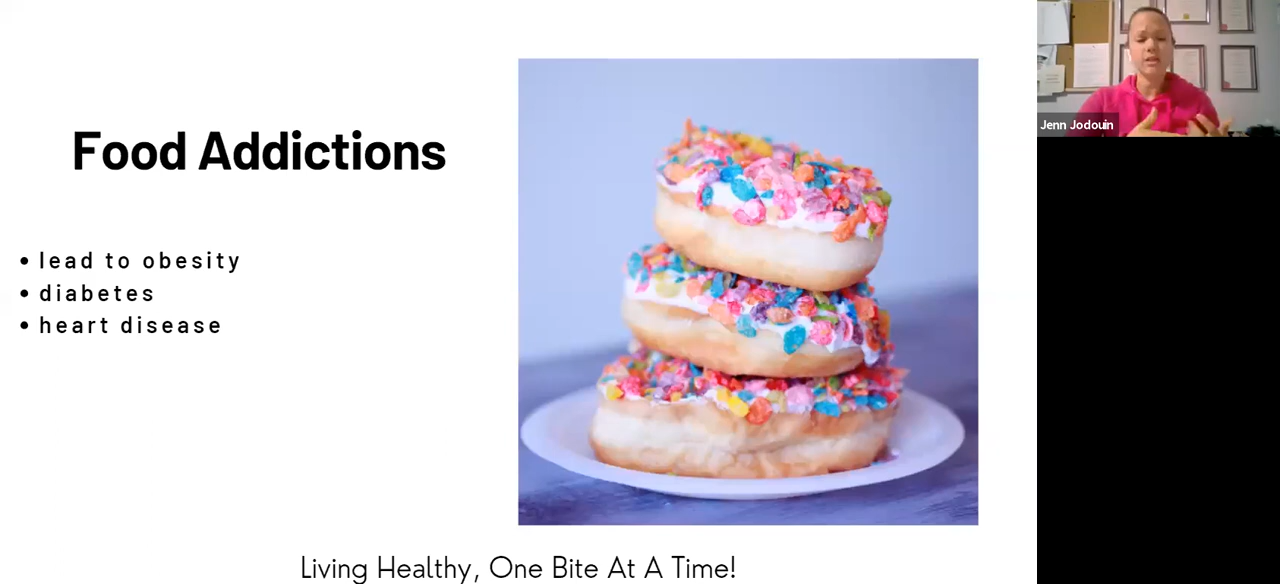 Food Addictions
• lead to obesity
• diabetes
• heart disease
Living Healthy, One Bite At A Time!
Jenn Jodouin